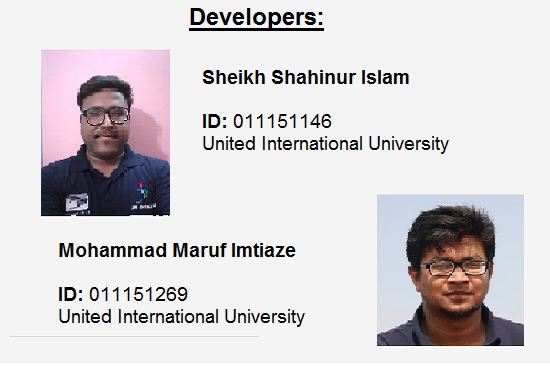 Developers:
Sheikh Shahinur Islam
ID: 011151146
United International University
Mohammad Maruf Imtiaze
ID: 011151269
United International University